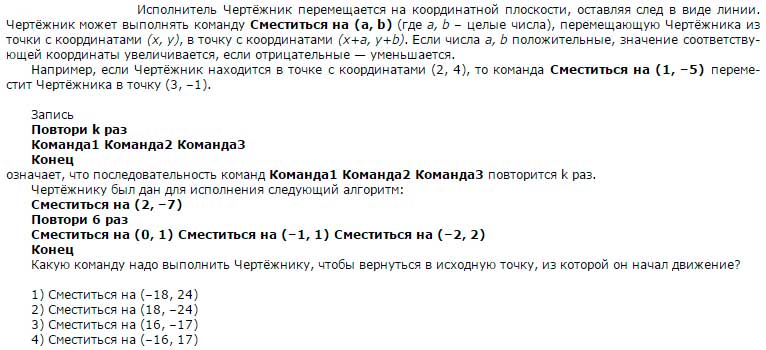 Исполнитель Чертёжник перемещается на координатной плоскости, оставляя след в виде линии.
Чертёжник может выполнять команду Сместиться на (a, b) (где a, b – целые числа), перемещающую Чертёжника из
точки с координатами (x, y), в точку с координатами (x+a, y+b). Если числа a, b положительные, значение соответству-
ющей координаты увеличивается, если отрицательные — уменьшается.
Например, если Чертёжник находится в точке с координатами (2, 4), то команда Сместиться на (1, –5) переме-
стит Чертёжника в точку (3, –1).
Запись
Повтори k раз
Команда1 Команда2 Команда3
Конец
означает, что последовательность команд Команда1 Команда2 Команда3 повторится k раз.
Чертёжнику был дан для исполнения следующий алгоритм:
Сместиться на (2, –7)
Повтори 6 раз
Сместиться на (0, 1) Сместиться на (–1, 1) Сместиться на (–2, 2)
Конец
Какую команду надо выполнить Чертёжнику, чтобы вернуться в исходную точку, из которой он начал движение?
1) Сместиться на (–18, 24)
2) Сместиться на (18, –24)
3) Сместиться на (16, –17)
4) Сместиться на (–16, 17)